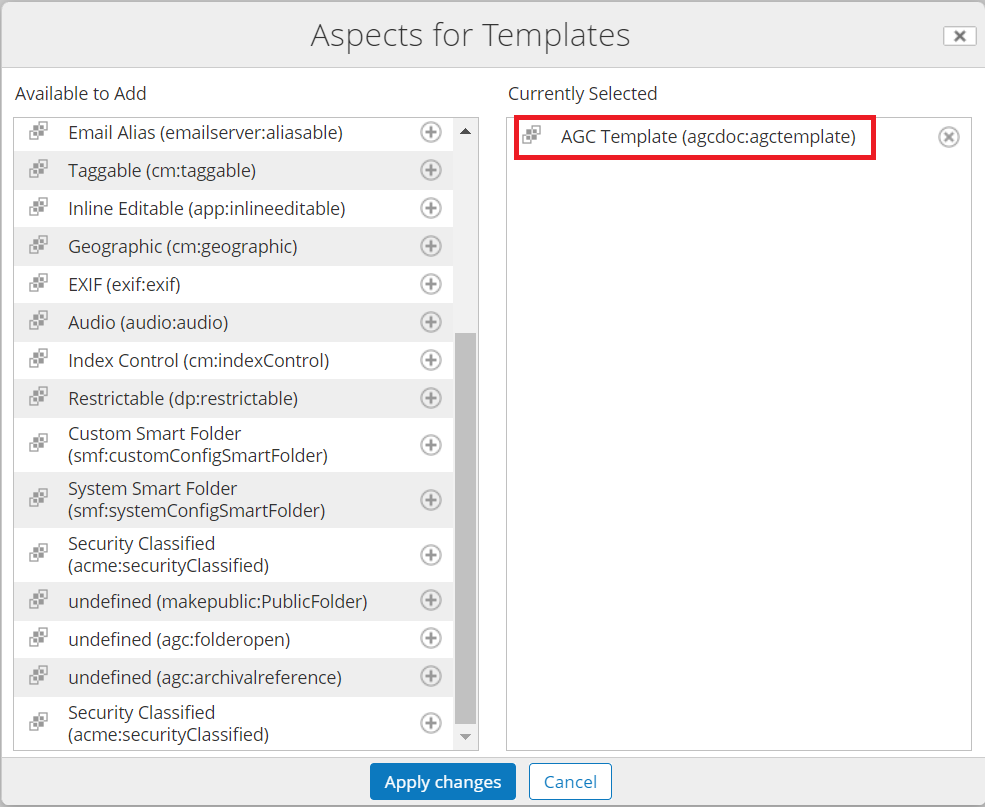 Aspects for Templates
Available to Add
Currently Selected
Email Alias (emailserver:aliasable)
Taggable (cm:taggable)
Inline Editable (app:inlineeditable)
Geographic (cm:geographic)
EXIF (exif:exif)
Audio (audio:audio)
Index Control (cm:indexControl)
Restrictable (dp:restrictable)
Custom Smart Folder
(smf:customConfigSmartFolder)
System Smart Folder
(smf:systemConfigSmartFolder)
Security Classified
(acme:securityClassified)
undefined (makepublic:PublicFolder)
undefined (agc:folderopen)
undefined (agc:archivalreference)
Security Classified
(acme:securityClassified)
AGC Template (agcdoc:agctemplate)
Apply changes
Cancel